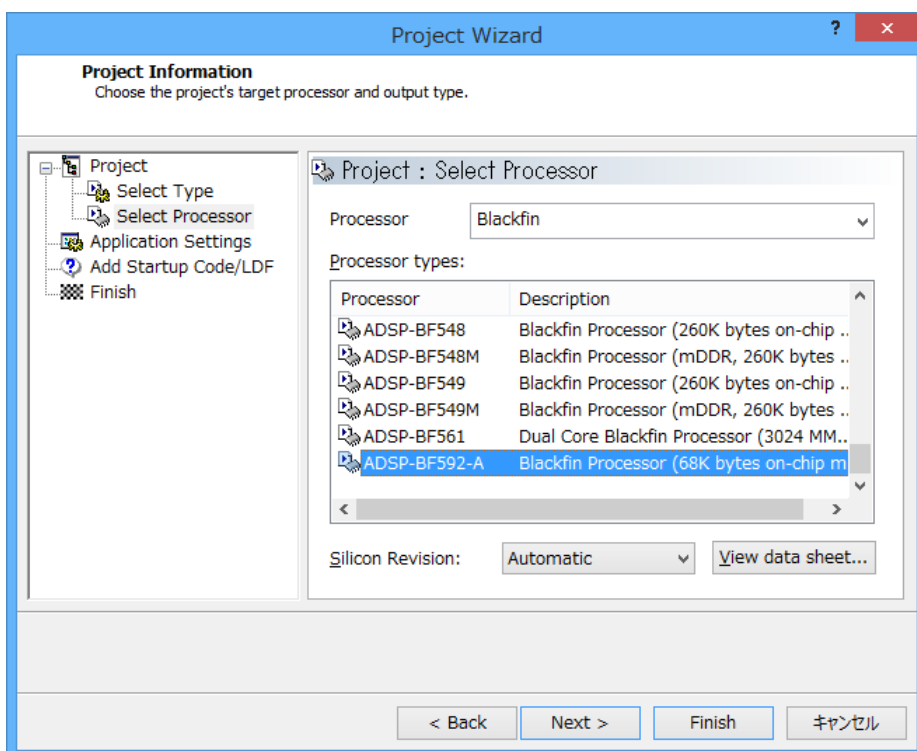 Project Wizard
?
×
Project Information
Choose the project's target processor and output type.
Project
Select Type
Select Processor
Application Settings
Add Startup Code/LDF
Finish
Project : Select Processor
Processor
Blackfin
Processor types:
Processor Description
ADSP-BF548 Blackfin Processor (260K bytes on-chip ..
ADSP-BF548M Blackfin Processor (mDDR, 260K bytes ..
ADSP-BF549 Blackfin Processor (260K bytes on-chip ..
ADSP-BF549M Blackfin Processor (mDDR, 260K bytes ..
ADSP-BF561 Dual Core Blackfin Processor (3024 MM..
ADSP-BF592-A Blackfin Processor (68K bytes on-chip m
Silicon Revision: Automatic View data sheet...
< Back Next > Finish キャンセル